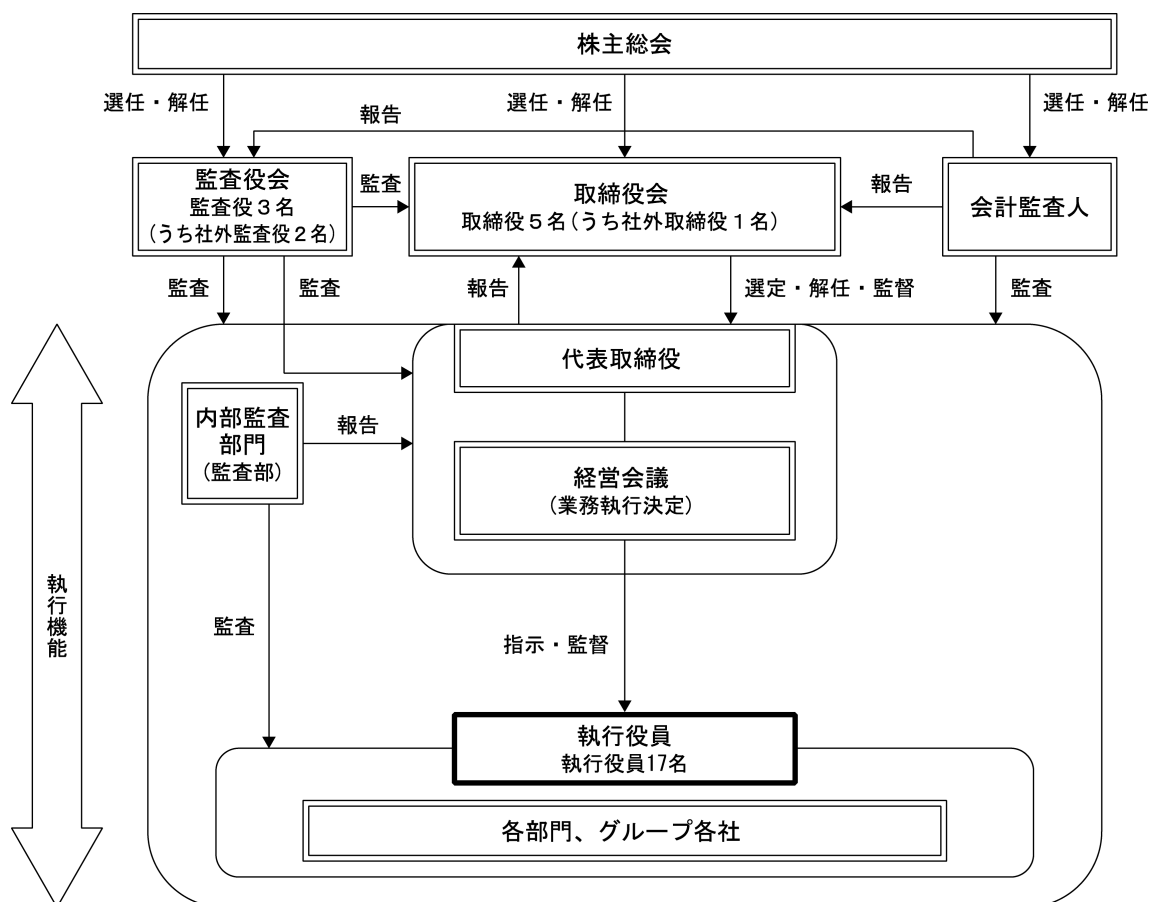 株主総会
選任・解任
選任・解任
選任・解任
報告
監査役会
監査役3名
(うち社外監査役2名)
監査
取締役会
取締役5名(うち社外取締役1名)
報告
会計監査人
監査
監査
報告
選定・解任・監督
監査
代表取締役
内部監査
部門
(監査部)
報告
経営会議
(業務執行決定)
執行機能
監査
指示・監督
執行役員
執行役員17名
各部門、グループ各社